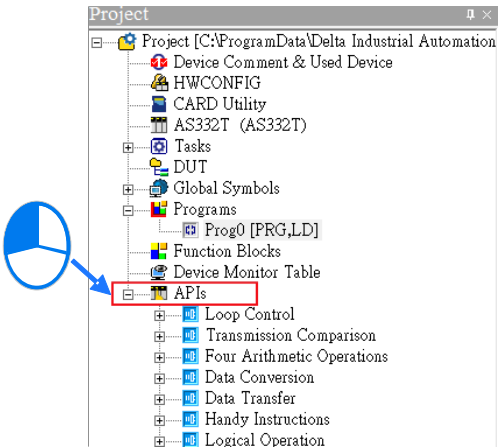 Project
Project [C:\ProgramData\Delta Industrial Automation
Device Comment & Used Device
HWCONFIG
CARD Utility
AS332T (AS332T)
Tasks
DUT
Global Symbols
Programs
Prog0 [PRG,LD]
Function Blocks
Device Monitor Table
APIs
Loop Control
Transmission Comparison
Four Arithmetic Operations
Data Conversion
Data Transfer
Handy Instructions
Logical Operation